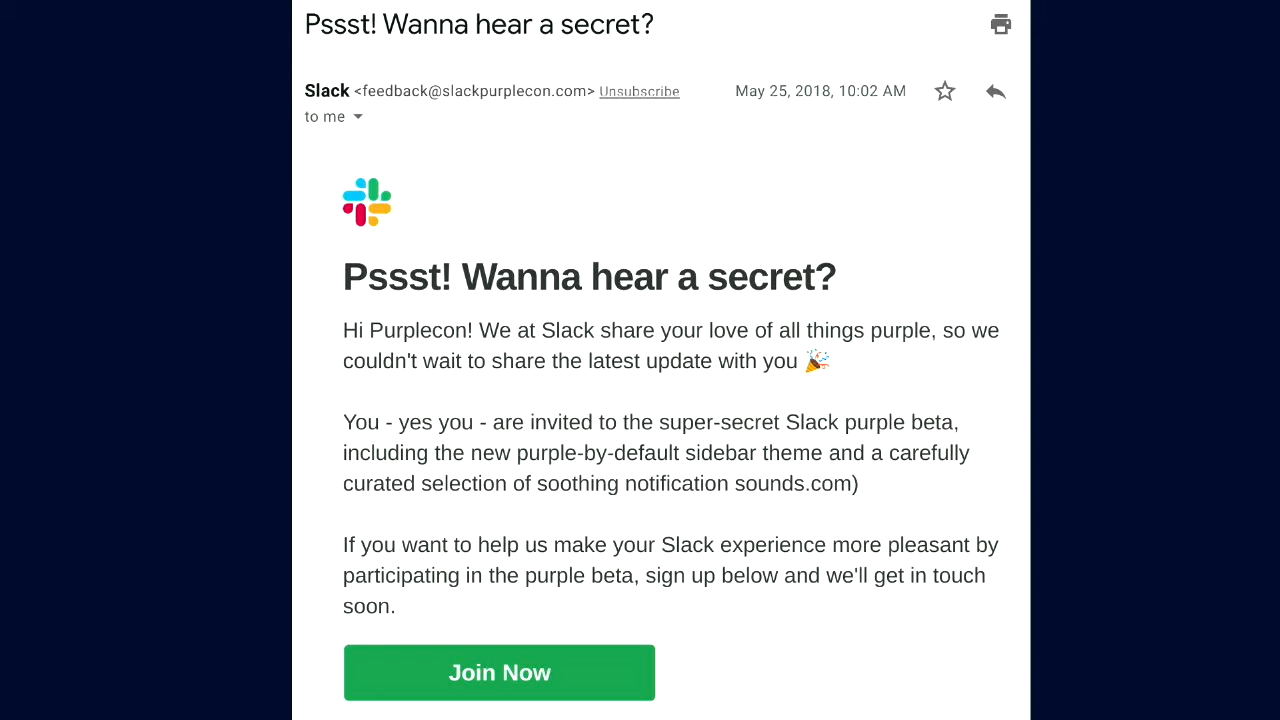 Pssst! Wanna hear a secret?
Slack <feedback@slackpurplecon.com> Unsubscribe May 25, 2018, 10:02 AM
to me
Pssst! Wanna hear a secret?
Hi Purplecon! We at Slack share your love of all things purple, so we
couldn't wait to share the latest update with you 🎉
You - yes you - are invited to the super-secret Slack purple beta,
including the new purple-by-default sidebar theme and a carefully
curated selection of soothing notification sounds.com)
If you want to help us make your Slack experience more pleasant by
participating in the purple beta, sign up below and we'll get in touch
soon.
Join Now